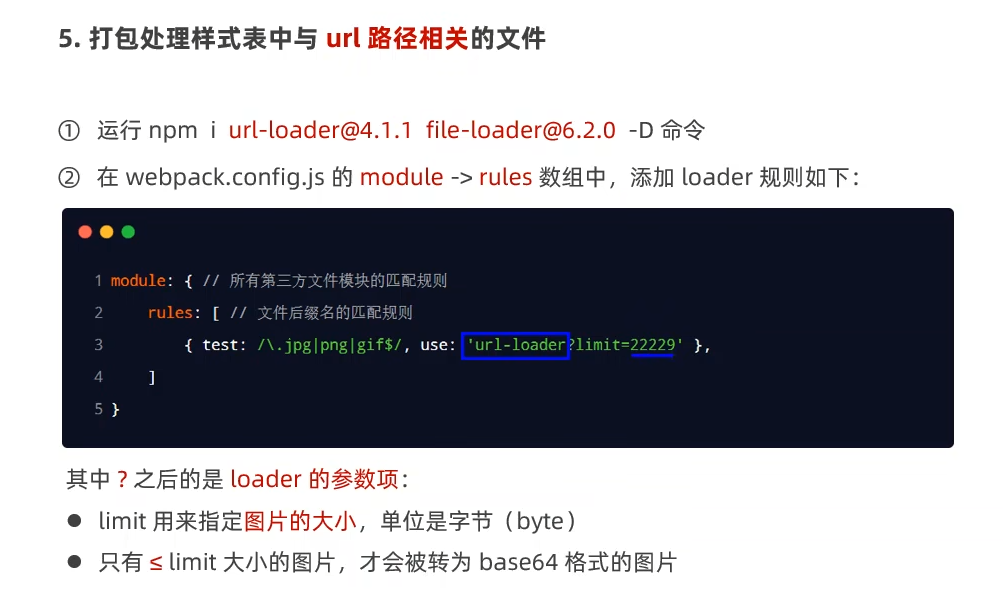 5. 打包处理样式表中与 url 路径相关的文件
① 运行 npm i url-loader@4.1.1 file-loader@6.2.0 -D 命令
② 在 webpack.config.js 的 module -> rules 数组中，添加 loader 规则如下：
1 module: { // 所有第三方文件模块的匹配规则
2 rules: [ // 文件后缀名的匹配规则
3 { test: /\.jpg|png|gif$/, use: 'url-loader?limit=22229' },
4 ]
5 }
其中 ? 之后的是 loader 的参数项：
● limit 用来指定图片的大小，单位是字节（byte）
● 只有 ≤ limit 大小的图片，才会被转为 base64 格式的图片